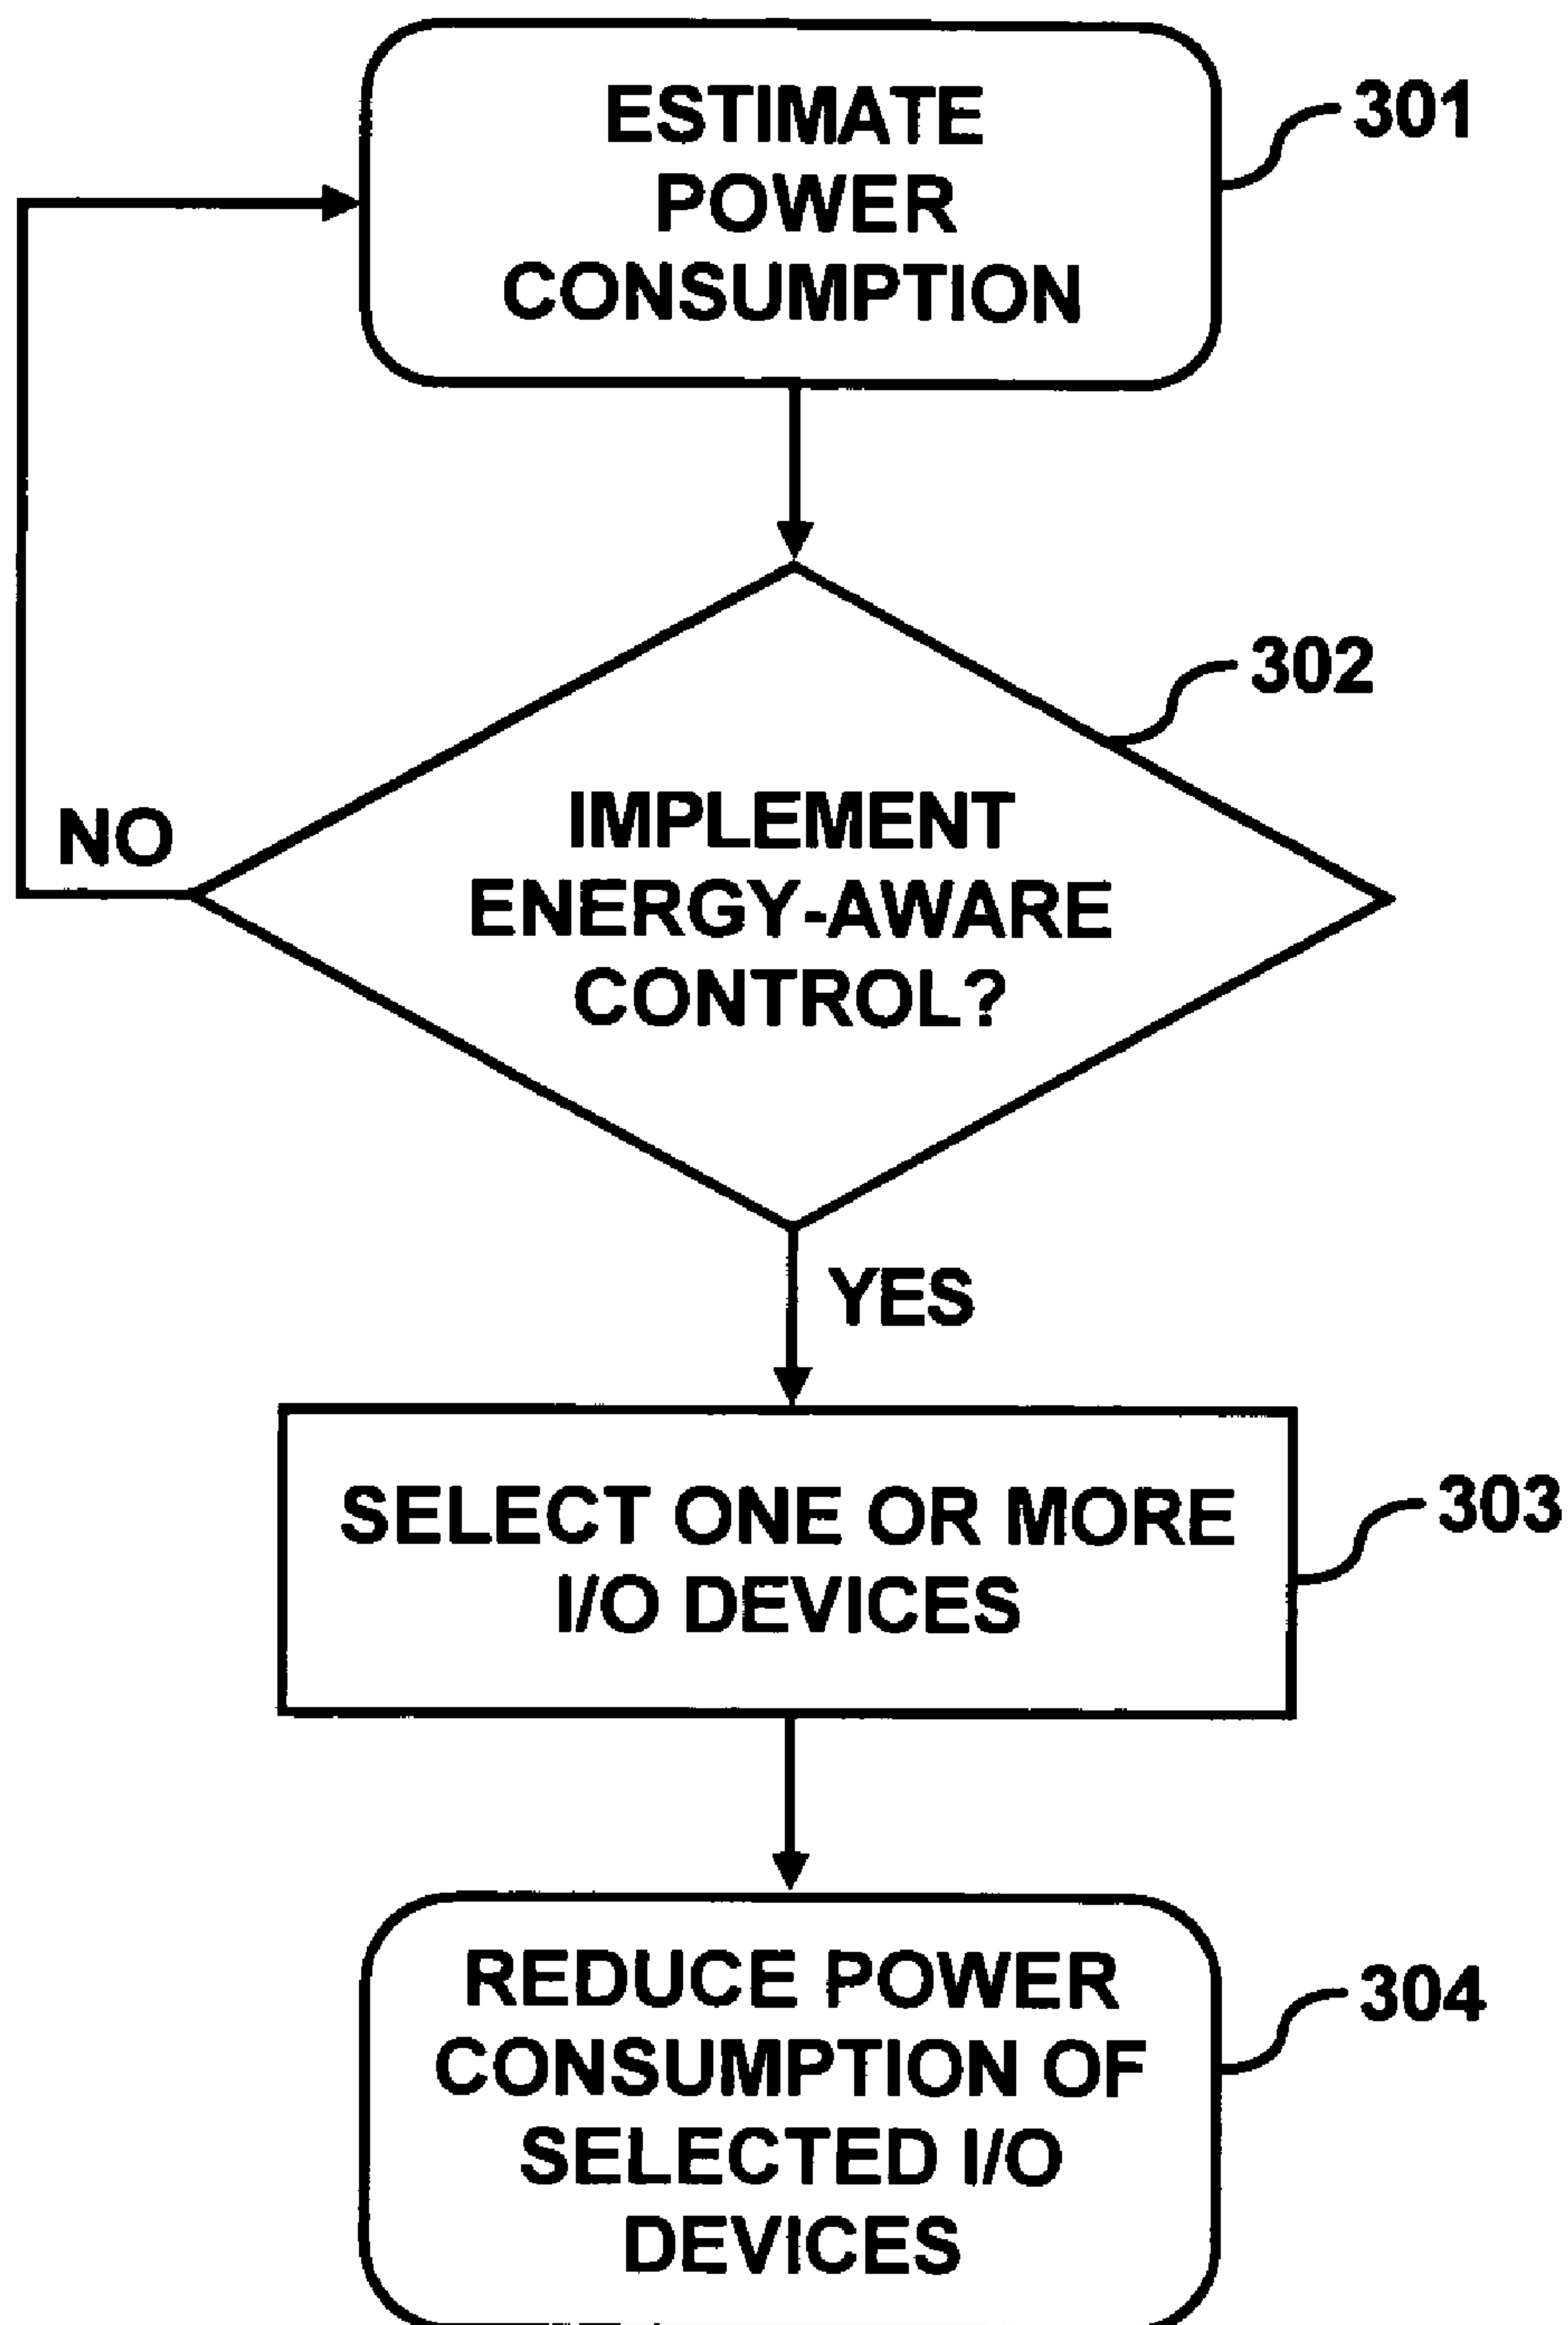 ESTIMATE
POWER
CONSUMPTION
301
302
IMPLEMENT
ENERGY-AWARE
CONTROL?
NO
YES
SELECT ONE OR MORE
I/O DEVICES
303
REDUCE POWER
CONSUMPTION OF
SELECTED I/O
DEVICES
304